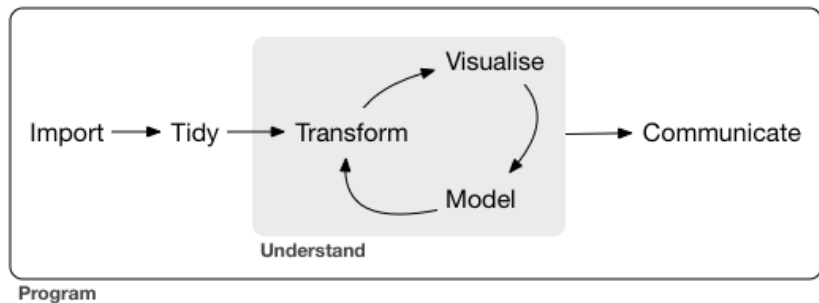 Visualise
Import
Tidy
Transform
Communicate
Model
Understand
Program